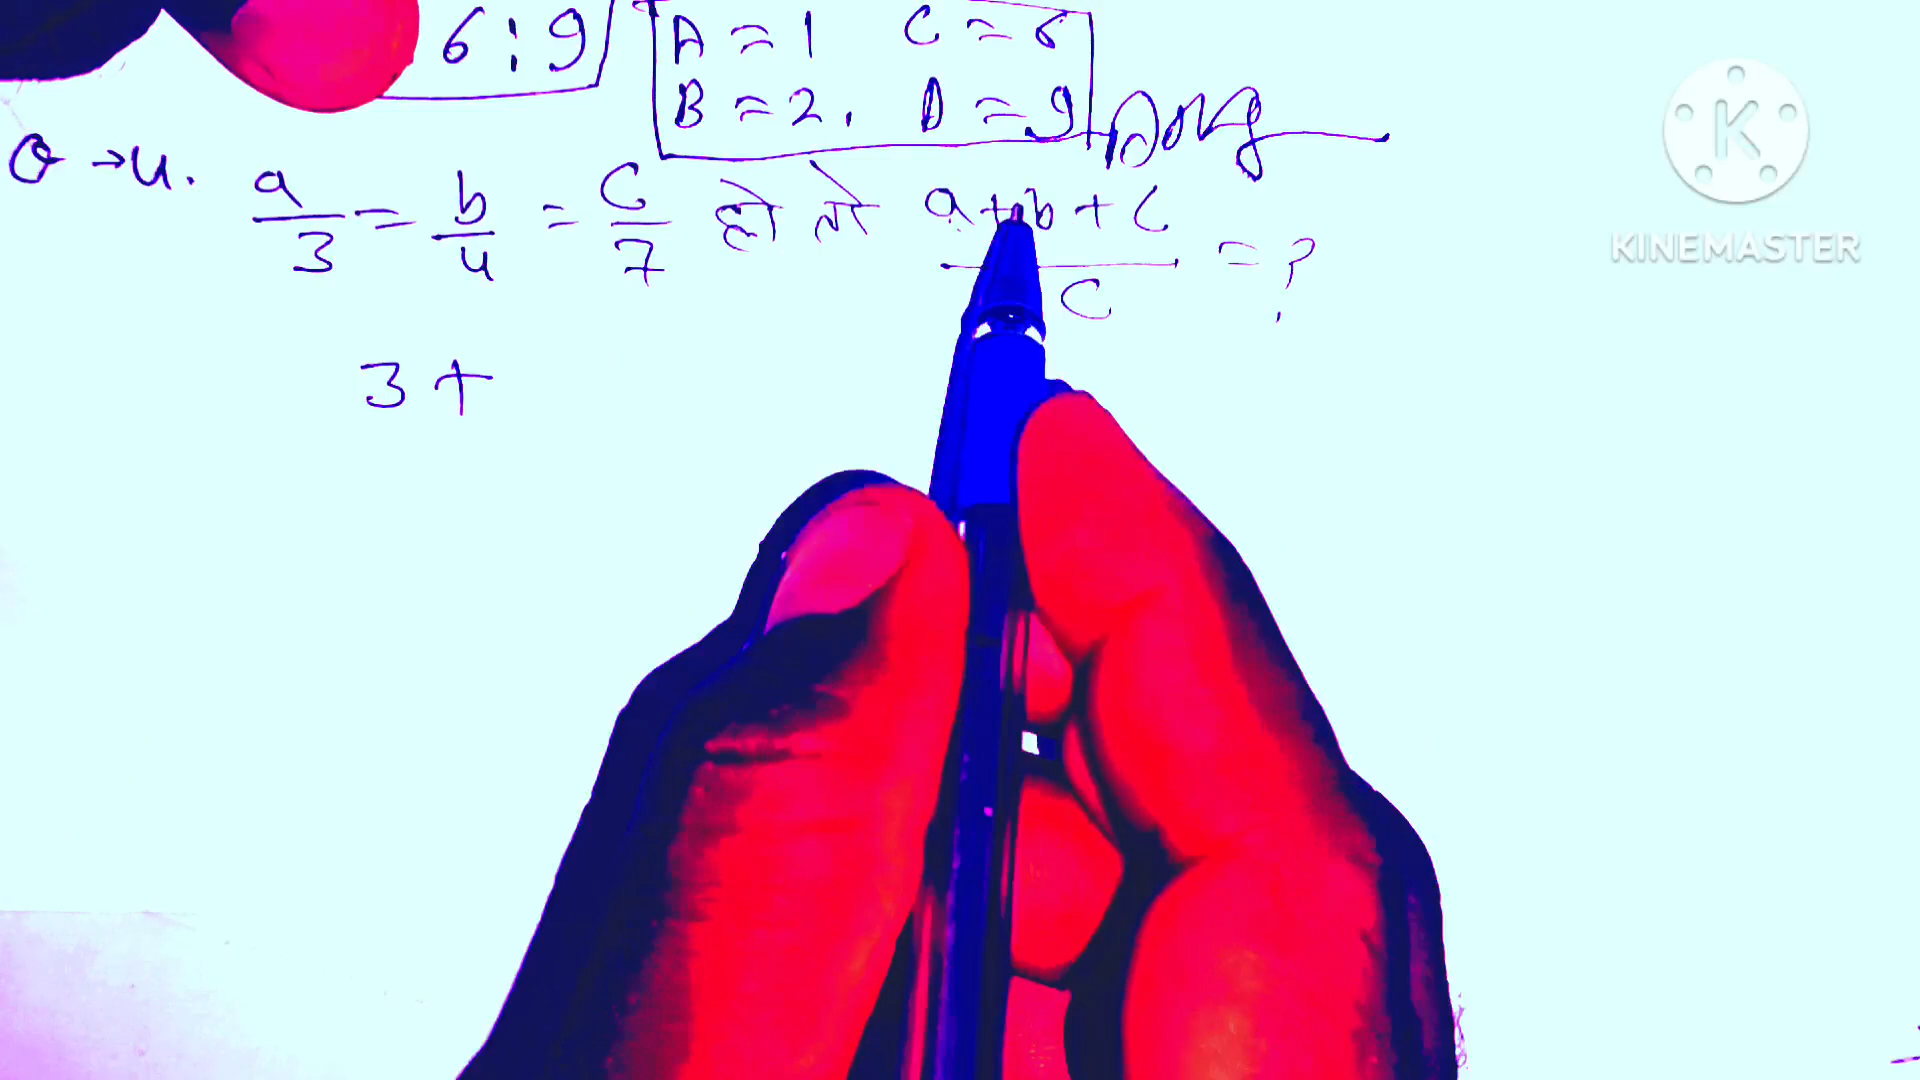 6 : 9
A = 1 C = 6
B = 2, D = 9
Q → 4. a/3 = b/4 = c/7 हो तो a+b+c/c = ?
3 +
K
KINEMASTER